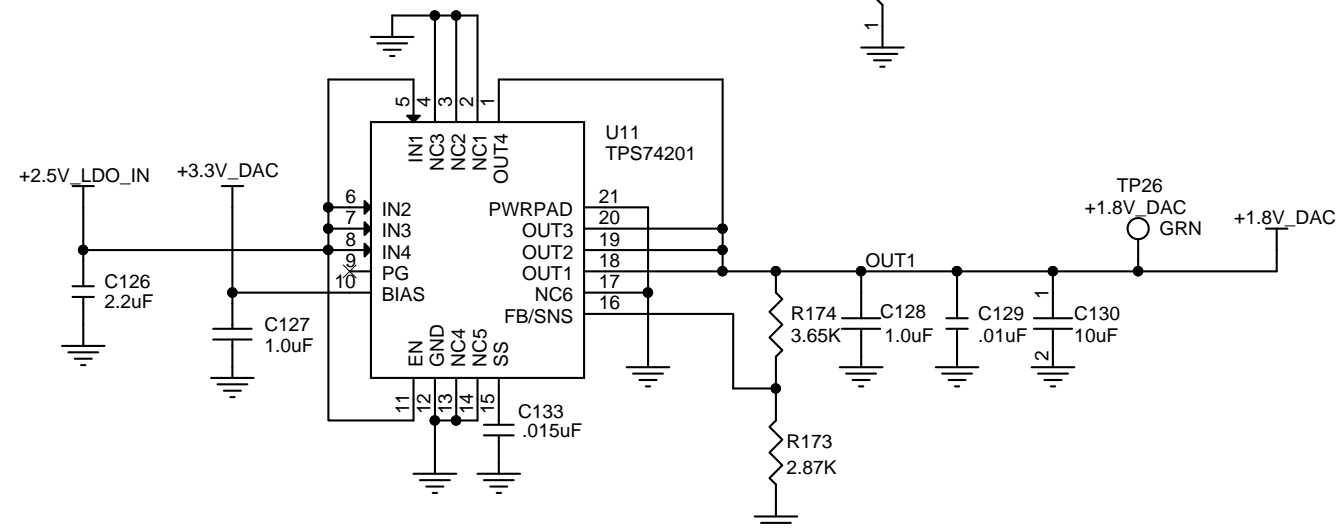 1
5
4
3
2
1
IN1
NC3
NC2
NC1
OUT4
U11
TPS74201
+2.5V_LDO_IN
+3.3V_DAC
6
IN2
7
IN3
8
IN4
9
PG
10
BIAS
PWRPAD
21
OUT3
20
OUT2
19
OUT1
18
NC6
17
FB/SNS
16
OUT1
TP26
+1.8V_DAC
GRN
+1.8V_DAC
C126
2.2uF
C127
1.0uF
R174
3.65K
C128
1.0uF
C129
.01uF
1
C130
10uF
2
EN
GND
NC4
NC5
SS
11
12
13
14
15
C133
.015uF
R173
2.87K